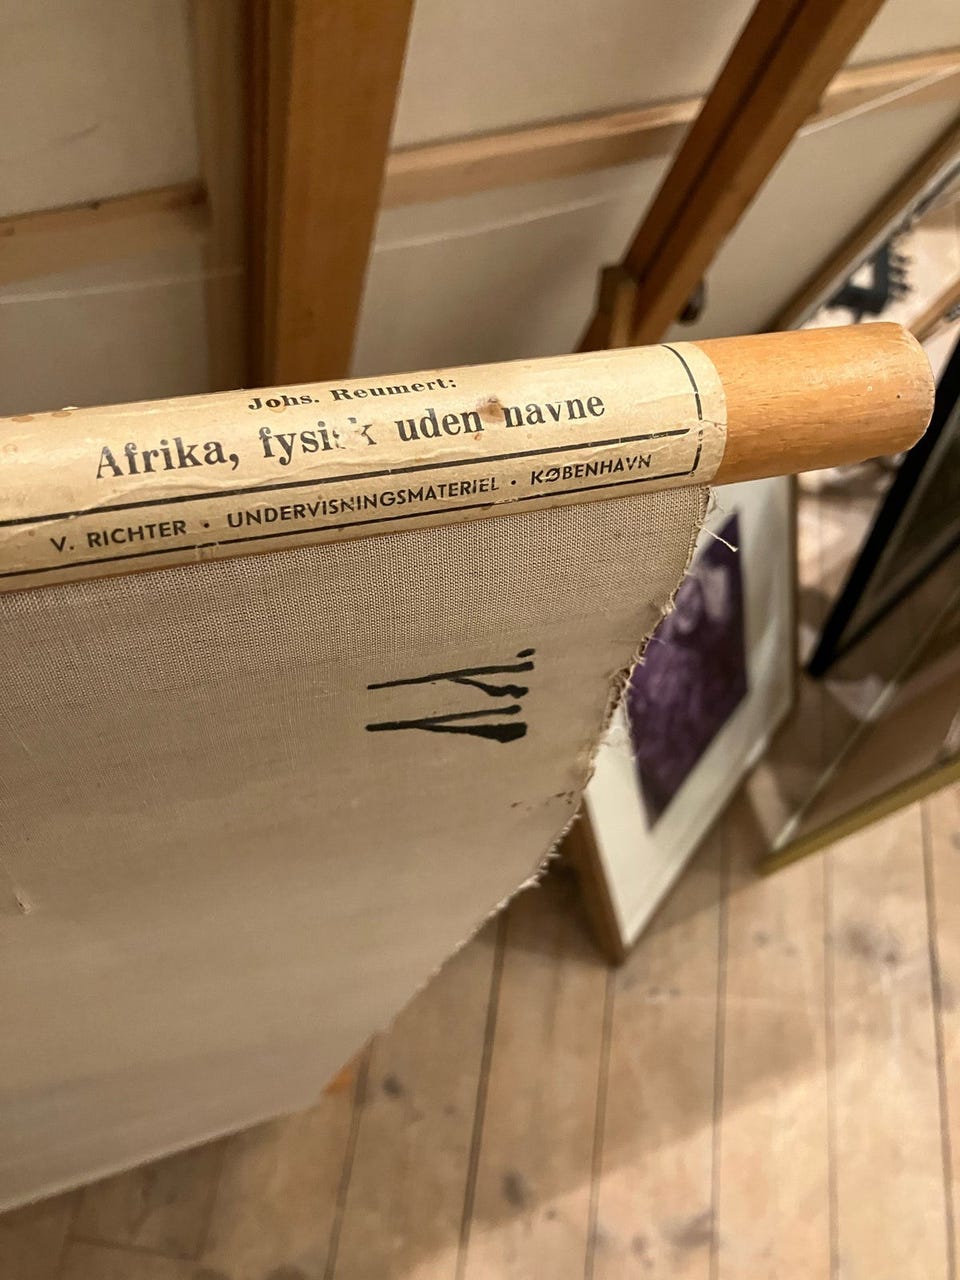 Johs. Reumert:
Afrika, fysisk uden navne
V. RICHTER • UNDERVISNINGSMATERIEL • KØBENHAVN